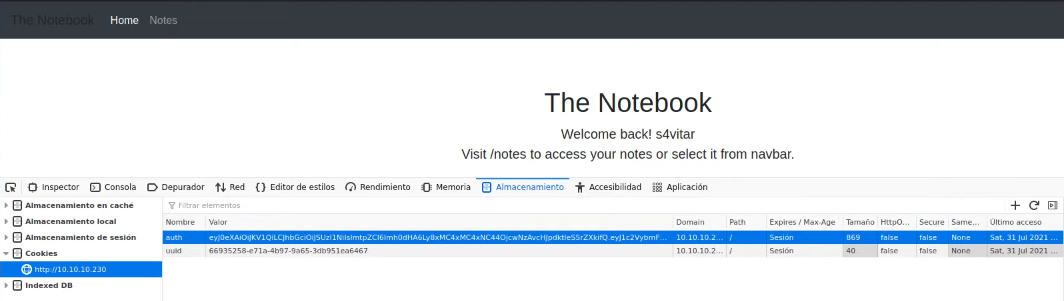 The Notebook Home Notes
The Notebook
Welcome back! s4vitar
Visit /notes to access your notes or select it from navbar.
Inspector Consola Depurador Red Editor de estilos Rendimiento Memoria Almacenamiento Accesibilidad Aplicación
Almacenamiento en caché
Almacenamiento local
Almacenamiento de sesión
Cookies
http://10.10.10.230
Indexed DB
Filtrar elementos
Nombre Valor Domain Path Expires / Max-Age Tamaño HttpO... Secure Same... Último acceso
auth 10.10.10.2... / Sesión 869 false false None Sat, 31 Jul 2021 ...
uuid 66935258-e71a-4b97-9a65-3db951ea6467 10.10.10.2... / Sesión 40 false false None Sat, 31 Jul 2021 ...